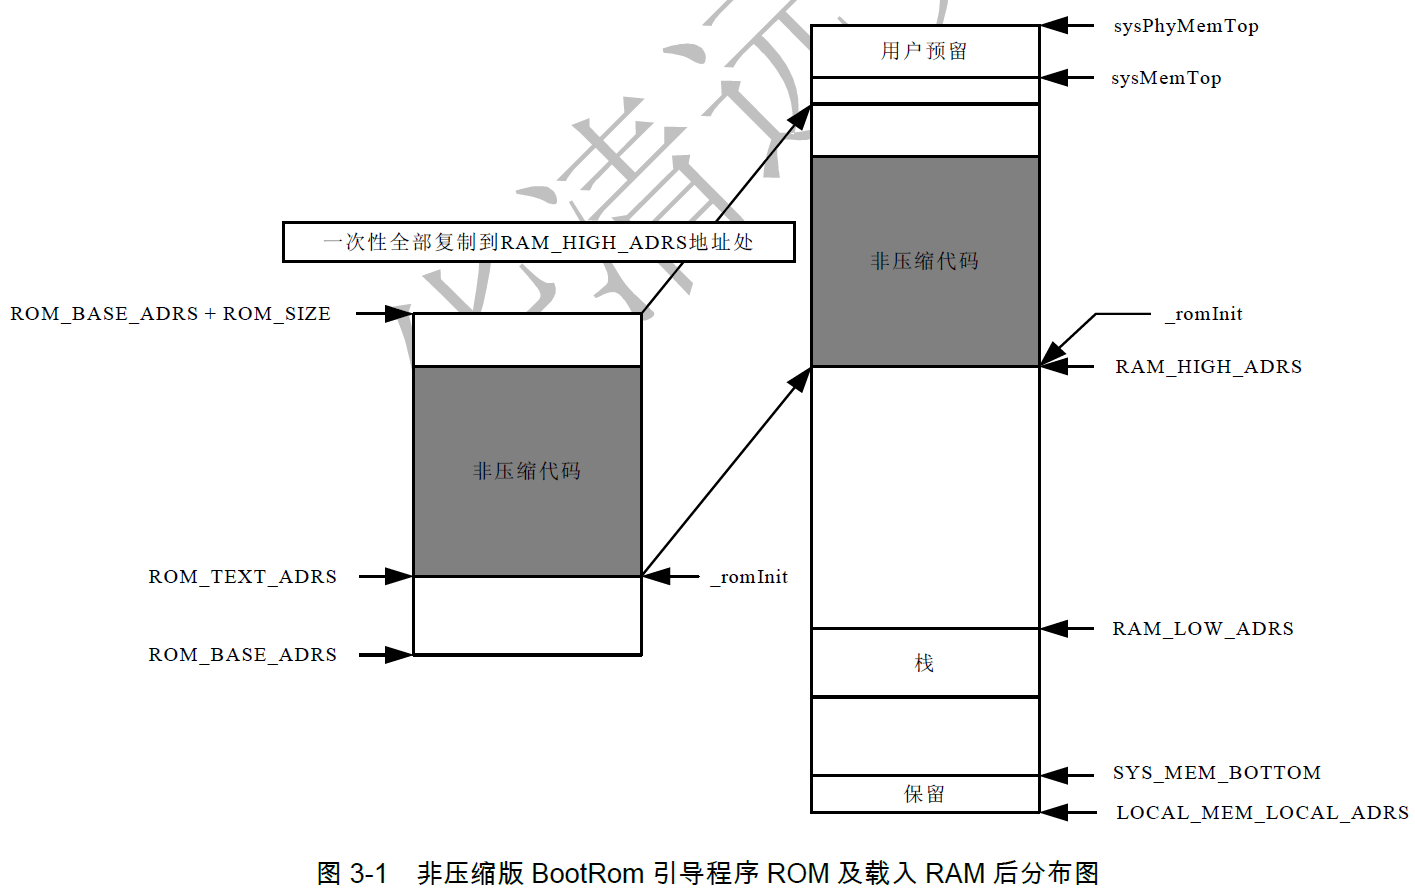 sysPhyMemTop
用户预留
sysMemTop
一次性全部复制到RAM_HIGH_ADRS地址处
非压缩代码
ROM_BASE_ADRS + ROM_SIZE
_romInit
RAM_HIGH_ADRS
非压缩代码
ROM_TEXT_ADRS
_romInit
RAM_LOW_ADRS
ROM_BASE_ADRS
栈
SYS_MEM_BOTTOM
保留
LOCAL_MEM_LOCAL_ADRS
图 3-1 非压缩版 BootRom 引导程序 ROM 及载入 RAM 后分布图
华清远